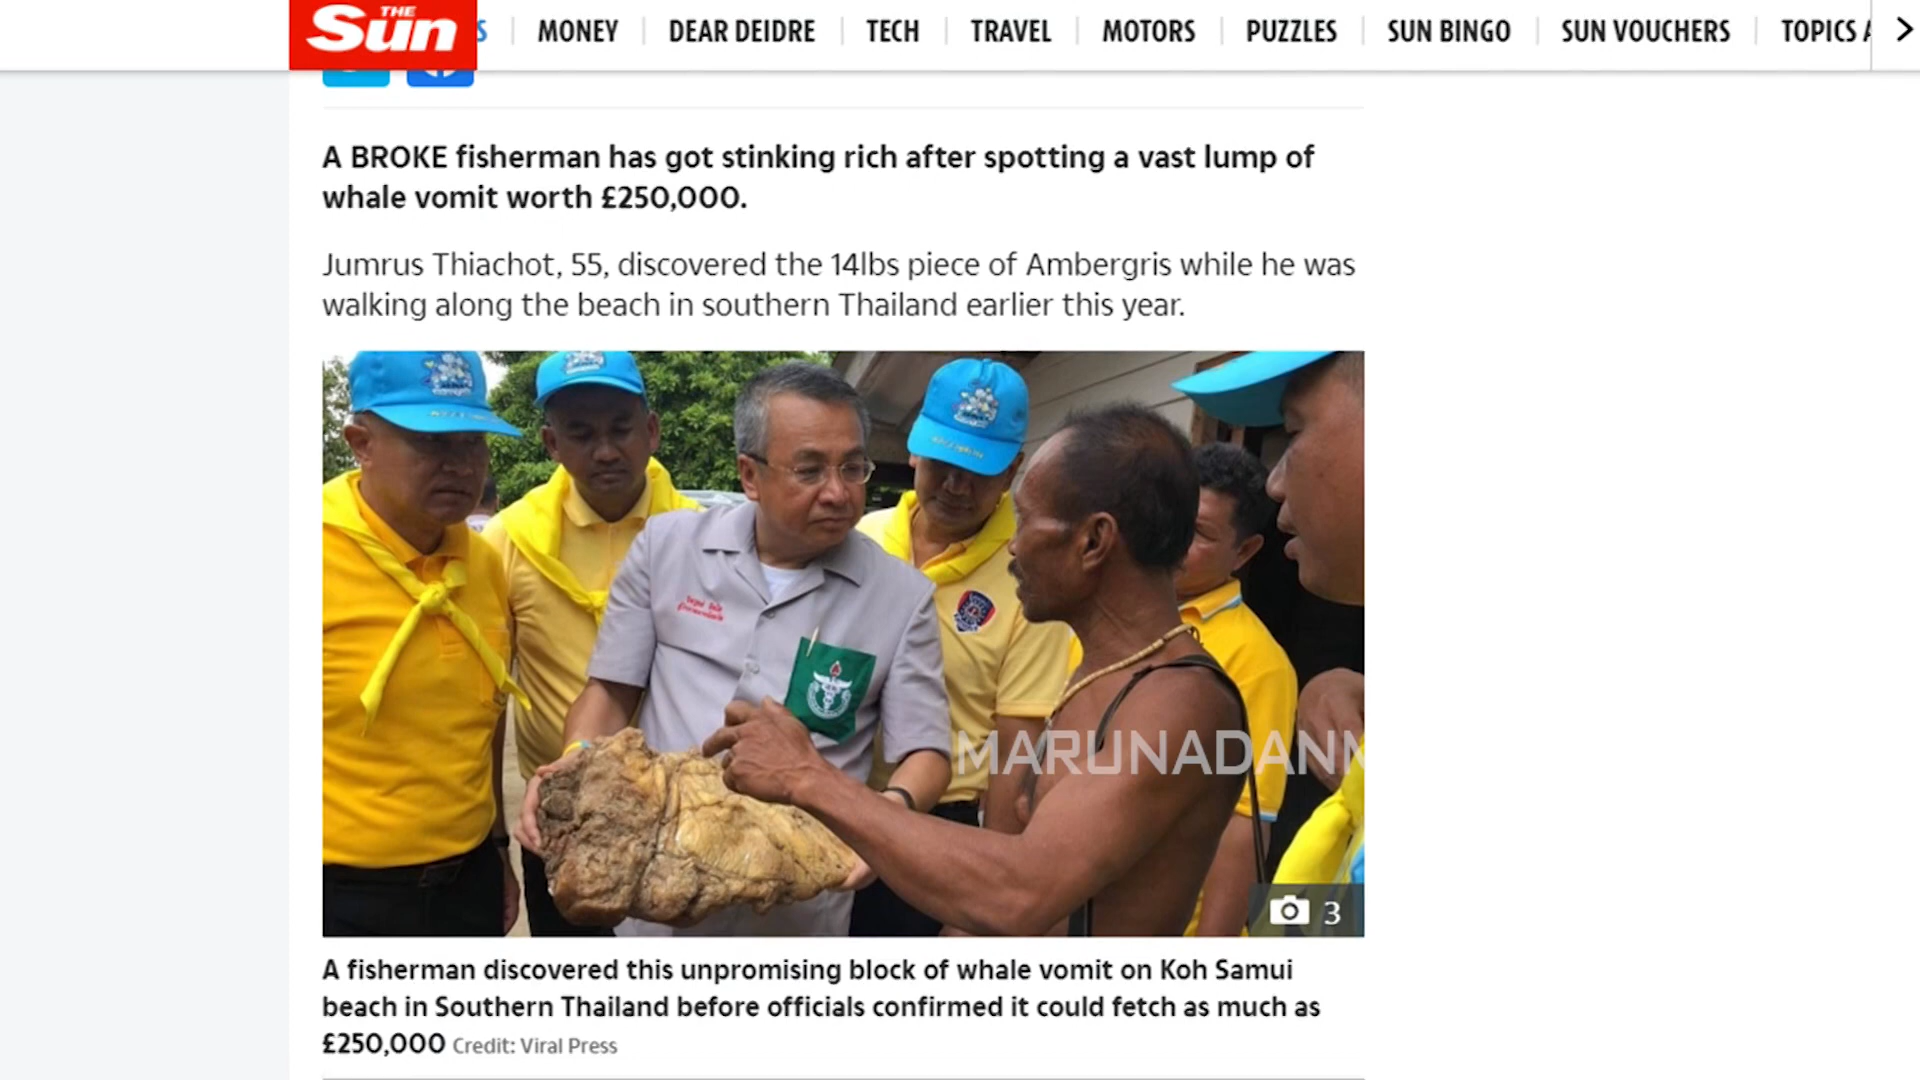 THE
Sun
S
MONEY
DEAR DEIDRE
TECH
TRAVEL
MOTORS
PUZZLES
SUN BINGO
SUN VOUCHERS
TOPICS A
A BROKE fisherman has got stinking rich after spotting a vast lump of
whale vomit worth £250,000.
Jumrus Thiachot, 55, discovered the 14lbs piece of Ambergris while he was
walking along the beach in southern Thailand earlier this year.
MARUNADANM
3
A fisherman discovered this unpromising block of whale vomit on Koh Samui
beach in Southern Thailand before officials confirmed it could fetch as much as
£250,000 Credit: Viral Press